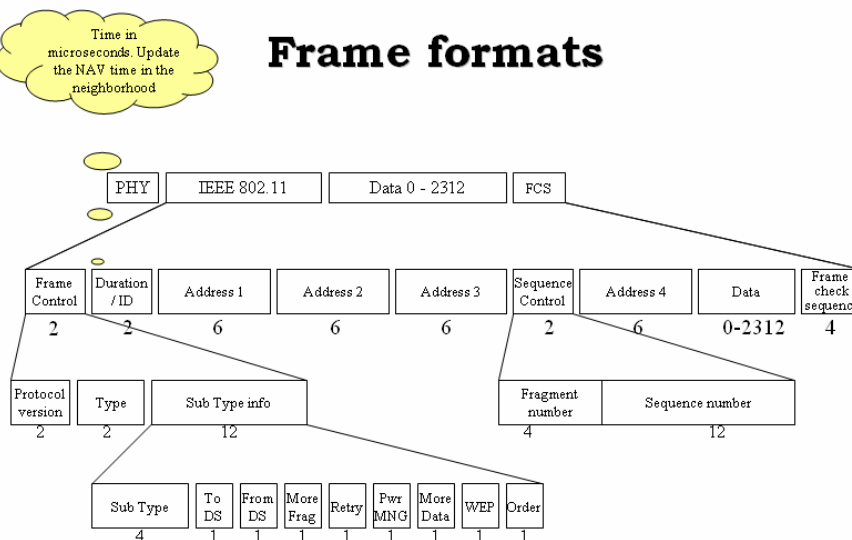 Time in
microseconds. Update
the NAV time in the
neighborhood
Frame formats
PHY IEEE 802.11 Data 0 - 2312 FCS
Frame Control Duration / ID Address 1 Address 2 Address 3 Sequence Control Address 4 Data Frame check sequence
2 2 6 6 6 2 6 0-2312 4
Protocol version Type Sub Type info Fragment number Sequence number
2 2 12 4 12
Sub Type To DS From DS More Frag Retry Pwr MNG More Data WEP Order
4 1 1 1 1 1 1 1 1